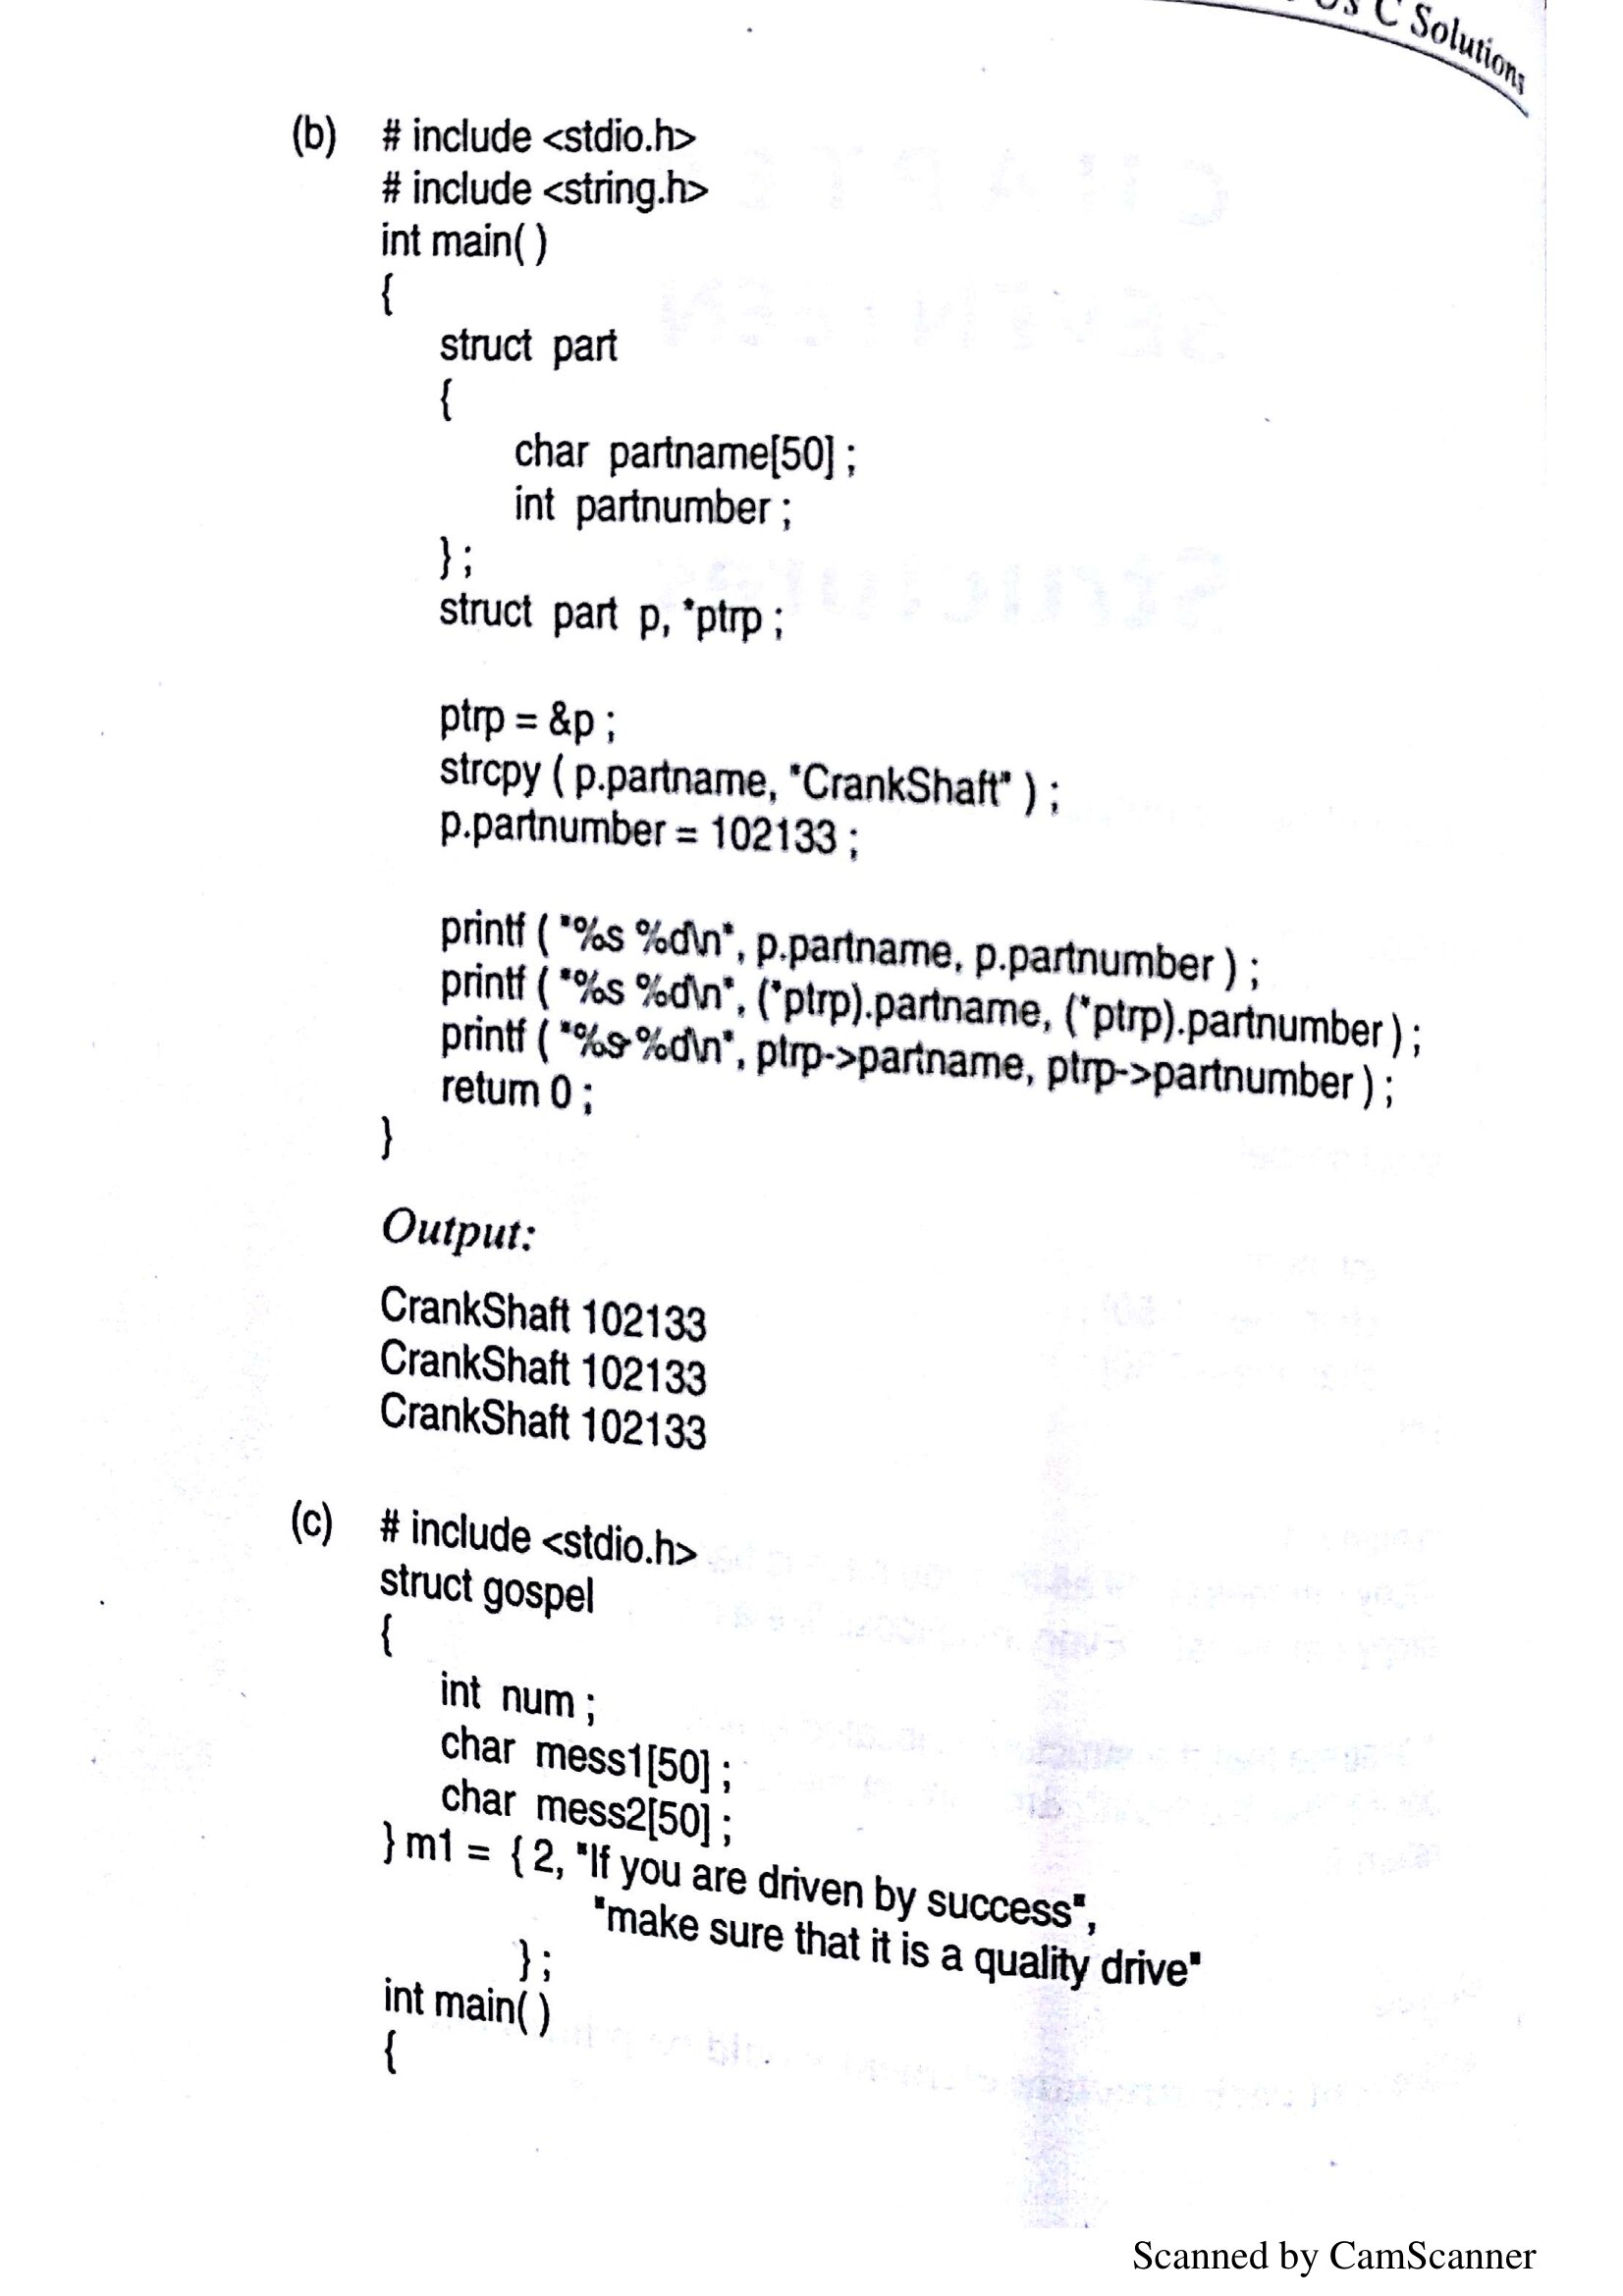 C Solutions
(b) # include <stdio.h>
# include <string.h>
int main( )
{
struct part
{
char partname[50] ;
int partnumber ;
} ;
struct part p, *ptrp ;
ptrp = &p ;
strcpy ( p.partname, "CrankShaft" ) ;
p.partnumber = 102133 ;
printf ( "%s %d\n", p.partname, p.partnumber ) ;
printf ( "%s %d\n", (*ptrp).partname, (*ptrp).partnumber ) ;
printf ( "%s %d\n", ptrp->partname, ptrp->partnumber ) ;
return 0 ;
}
Output:
CrankShaft 102133
CrankShaft 102133
CrankShaft 102133
(c) # include <stdio.h>
struct gospel
{
int num ;
char mess1[50] ;
char mess2[50] ;
} m1 = { 2, "If you are driven by success",
"make sure that it is a quality drive"
} ;
int main( )
{
Scanned by CamScanner